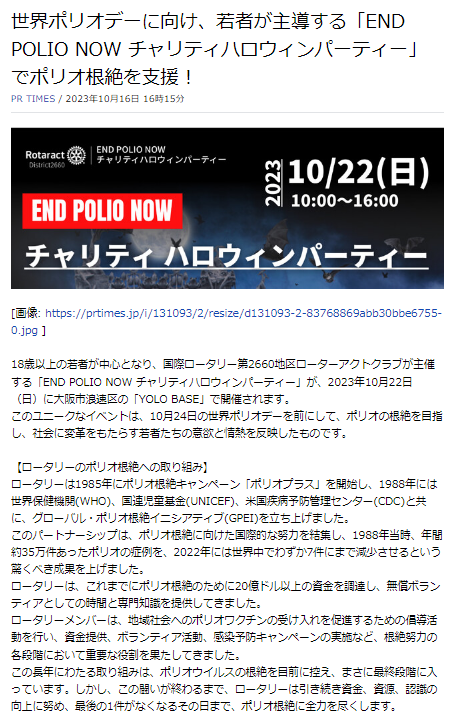 世界ポリオデーに向け、若者が主導する「END
POLIO NOW チャリティハロウィンパーティー」
でポリオ根絶を支援！
PR TIMES / 2023年10月16日 16時15分
Rotaract
District2660
END POLIO NOW
チャリティハロウィンパーティー
2023
10/22(日)
10:00～16:00
END POLIO NOW
チャリティ ハロウィンパーティー
[画像: https://prtimes.jp/i/131093/2/resize/d131093-2-83768869abb30bbe6755-
0.jpg ]
18歳以上の若者が中心となり、国際ロータリー第2660地区ローターアクトクラブが主催
する「END POLIO NOW チャリティハロウィンパーティー」が、2023年10月22日
（日）に大阪市浪速区の「YOLO BASE」で開催されます。
このユニークなイベントは、10月24日の世界ポリオデーを前にして、ポリオの根絶を目指
し、社会に変革をもたらす若者たちの意欲と情熱を反映したものです。
【ロータリーのポリオ根絶への取り組み】
ロータリーは1985年にポリオ根絶キャンペーン「ポリオプラス」を開始し、1988年には
世界保健機関(WHO)、国連児童基金(UNICEF)、米国疾病予防管理センター(CDC)と共
に、グローバル・ポリオ根絶イニシアティブ(GPEI)を立ち上げました。
このパートナーシップは、ポリオ根絶に向けた国際的な努力を結集し、1988年当時、年間
約35万件あったポリオの症例を、2022年には世界中でわずか7件にまで減少させるという
驚くべき成果を上げました。
ロータリーは、これまでにポリオ根絶のために20億ドル以上の資金を調達し、無償ボラン
ティアとしての時間と専門知識を提供してきました。
ロータリーメンバーは、地域社会へのポリオワクチンの受け入れを促進するための倡導活
動を行い、資金提供、ボランティア活動、感染予防キャンペーンの実施など、根絶努力の
各段階において重要な役割を果たしてきました。
この長年にわたる取り組みは、ポリオウイルスの根絶を目前に控え、まさに最終段階に入
っています。しかし、この闘いが終わるまで、ロータリーは引き続き資金、資源、認識の
向上に努め、最後の1件がなくなるその日まで、ポリオ根絶に全力を尽くします。